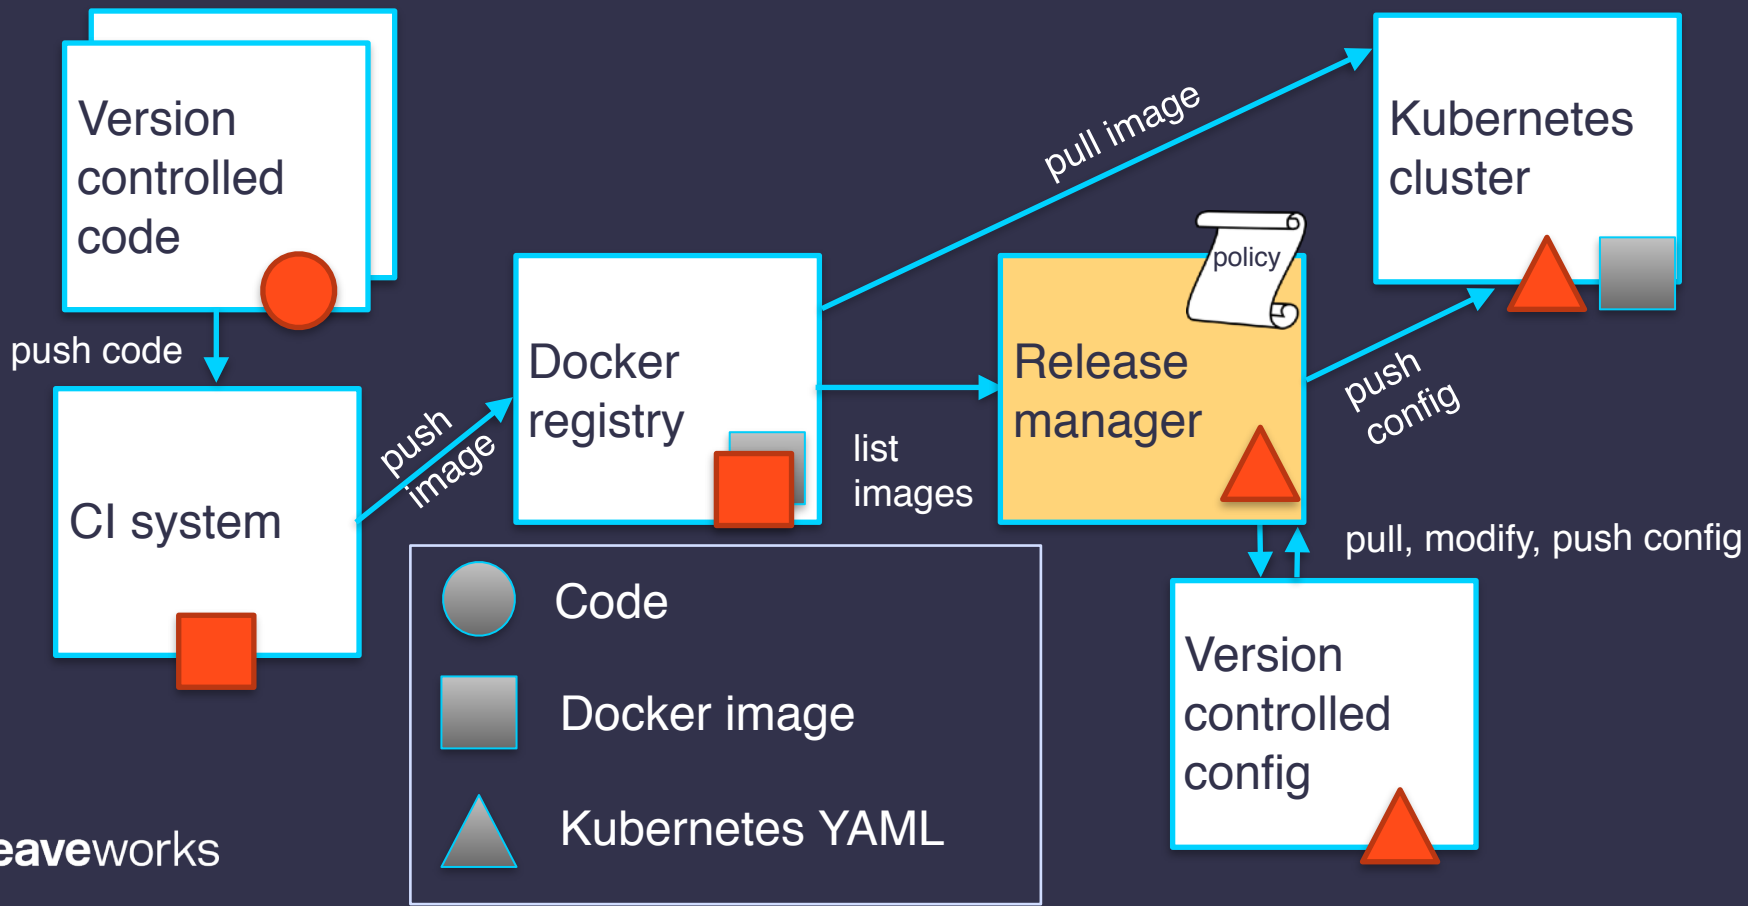 Version
controlled
code
push code
CI system
push
image
Docker
registry
list
images
pull image
policy
Release
manager
push
config
Kubernetes
cluster
pull, modify, push config
Version
controlled
config
Code
Docker image
Kubernetes YAML
eaveworks